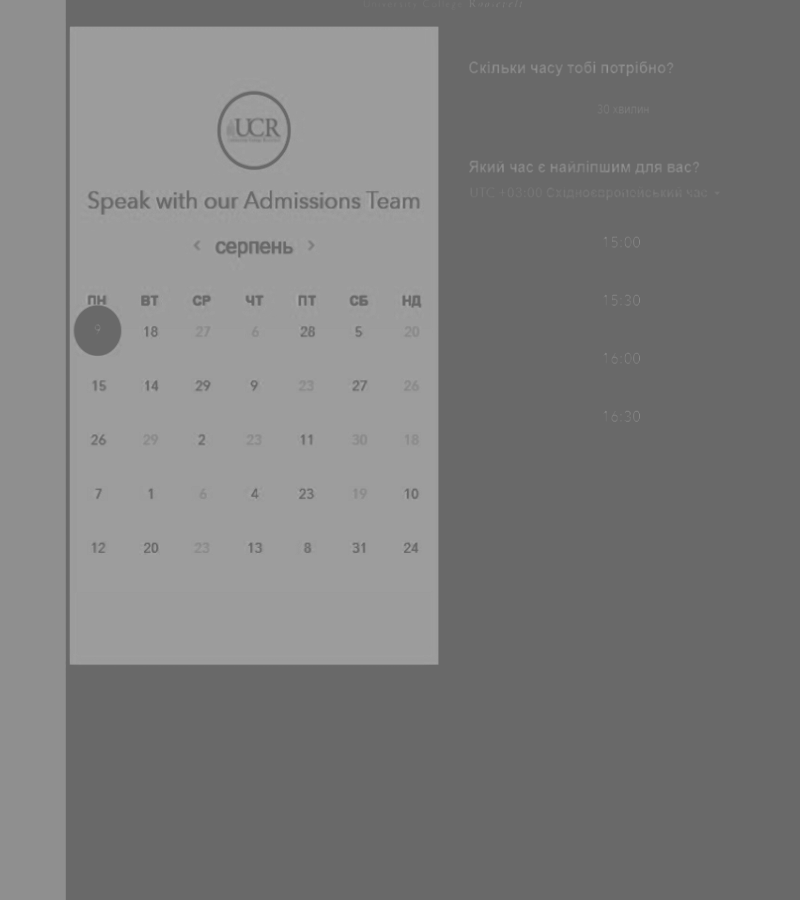 UCR
Speak with our Admissions Team
‹ серпень ›
ПН ВТ СР ЧТ ПТ СБ НД
9 18 27 6 28 5 20
15 14 29 9 23 27 26
26 29 2 23 11 30 18
7 1 6 4 23 19 10
12 20 23 13 8 31 24
Скільки часу тобі потрібно?
30 хвилин
Який час є найліпшим для вас?
UTC +03:00 Східноєвропейський час
15:00
15:30
16:00
16:30